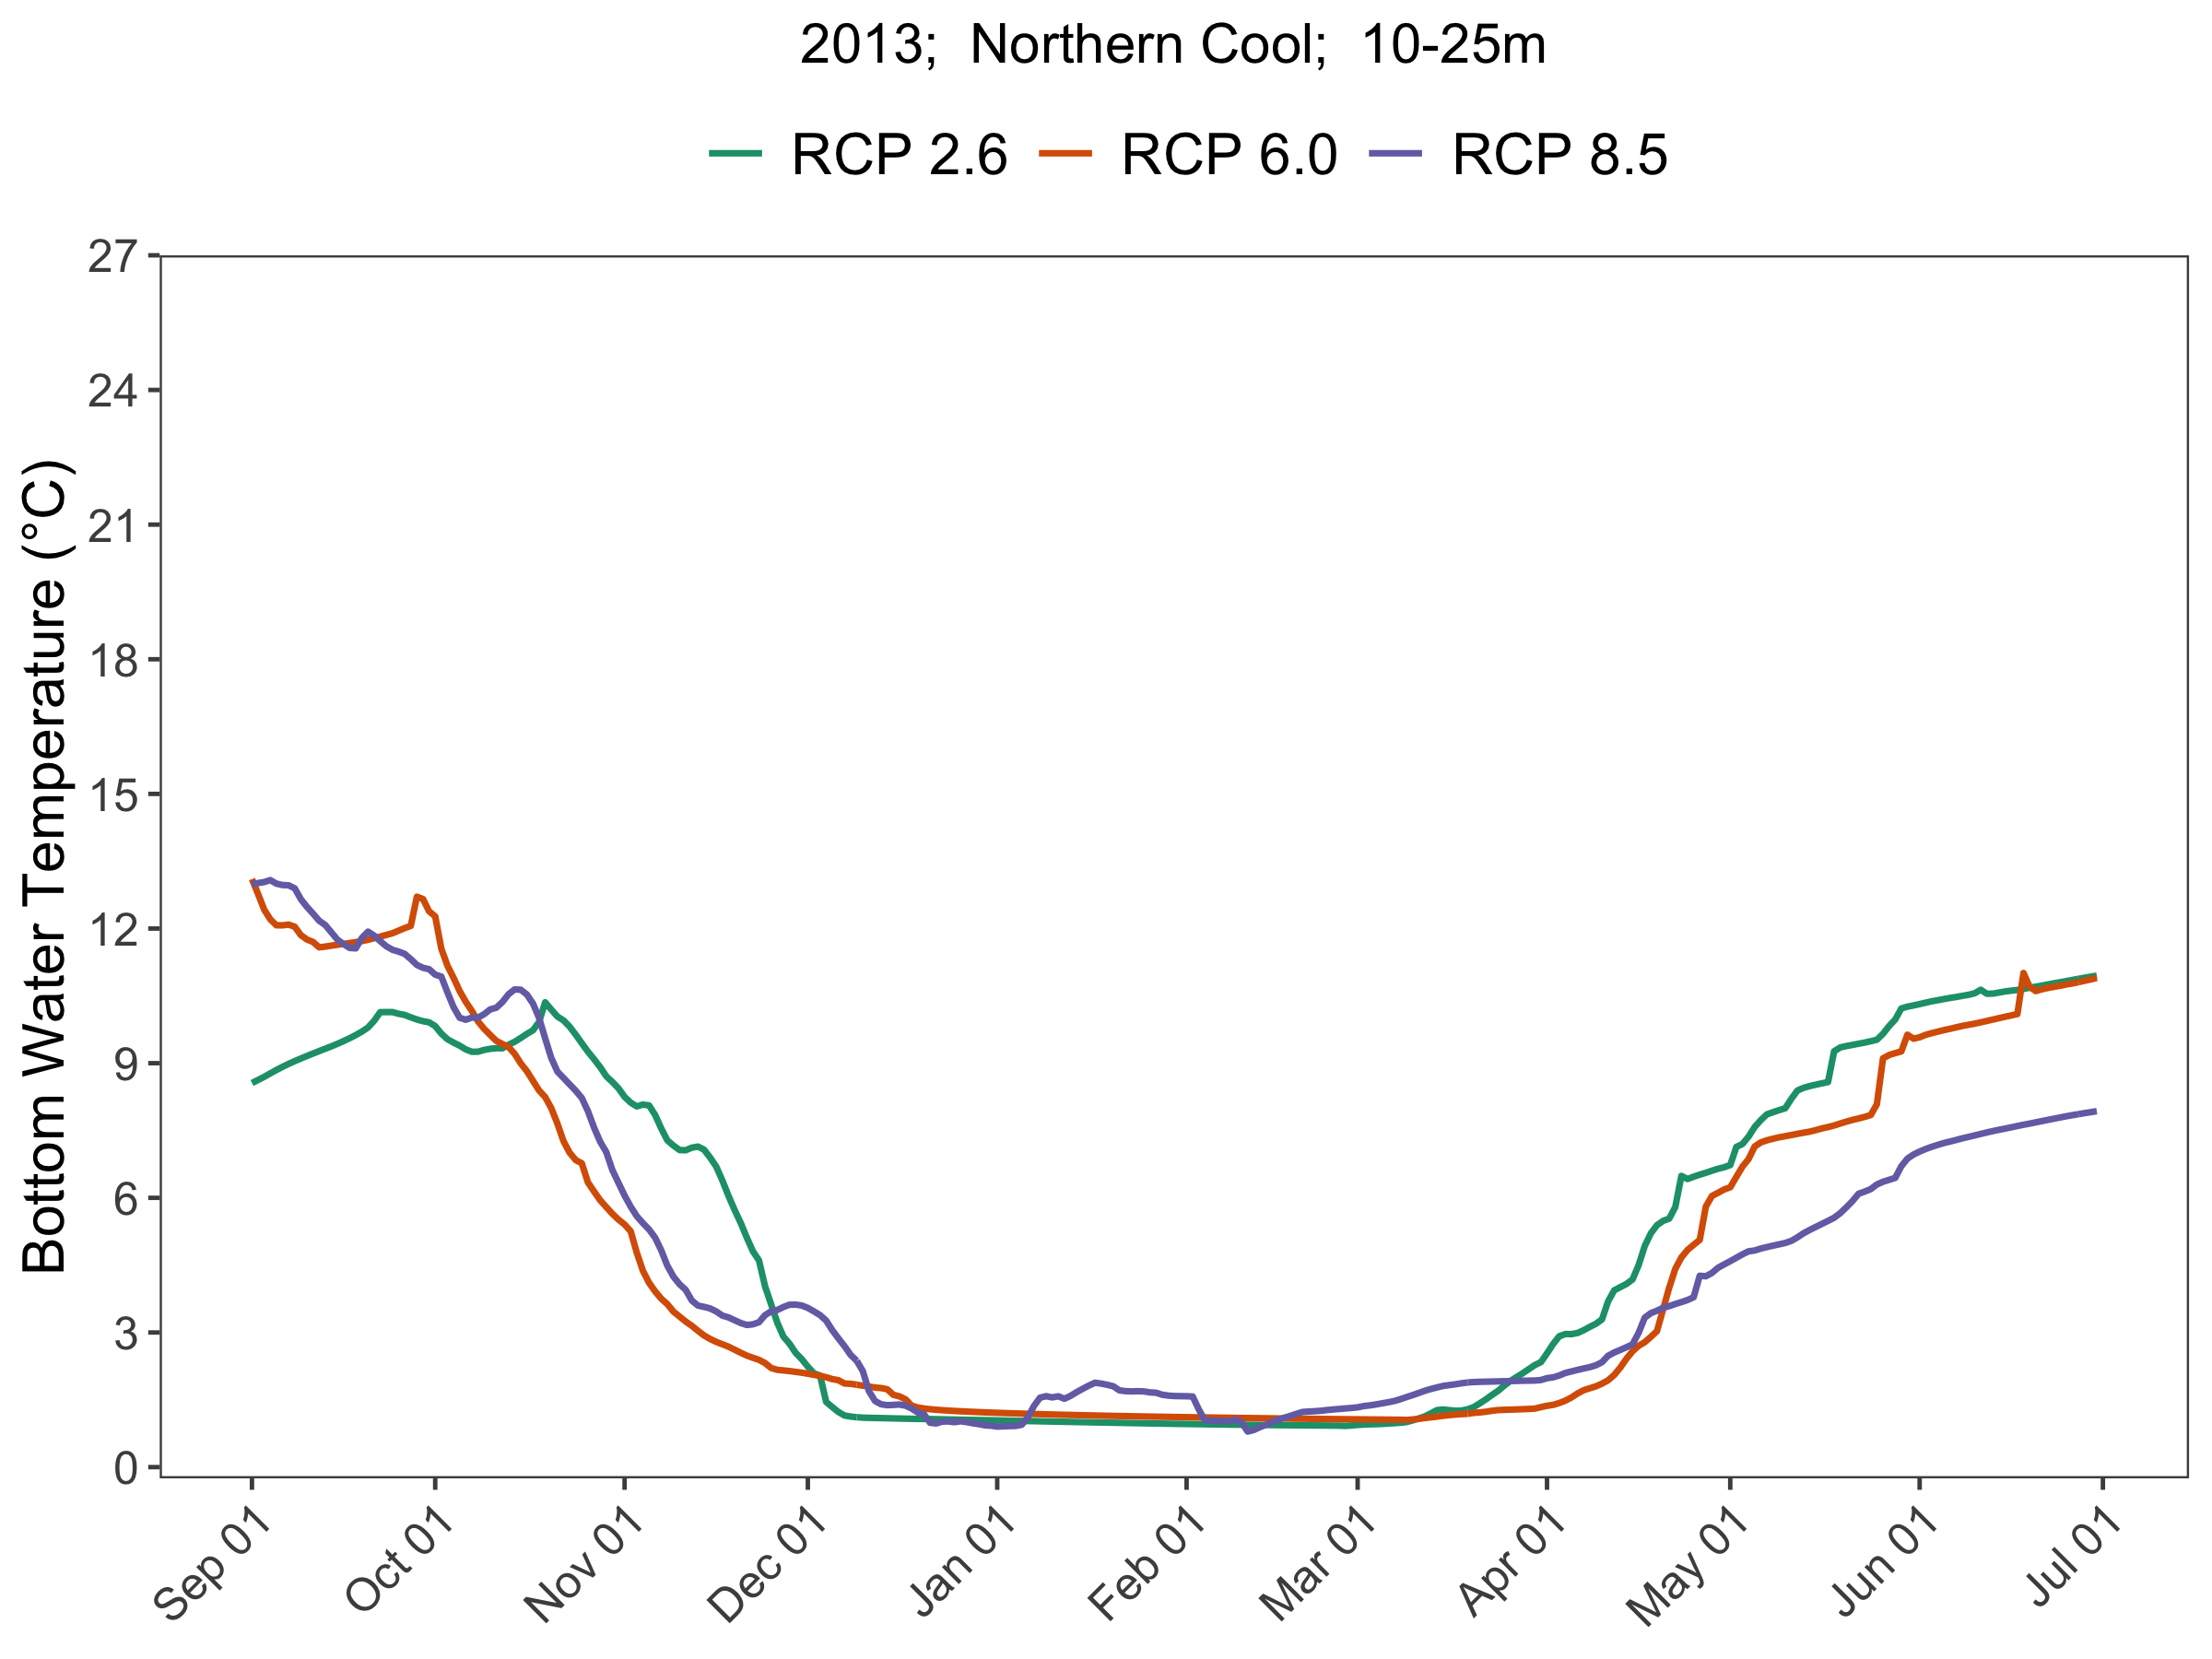 2013;  Northern Cool;  10-25m
RCP 2.6 RCP 6.0 RCP 8.5
Bottom Water Temperature (°C)
27
24
21
18
15
12
9
6
3
0
Sep 01 Oct 01 Nov 01 Dec 01 Jan 01 Feb 01 Mar 01 Apr 01 May 01 Jun 01 Jul 01